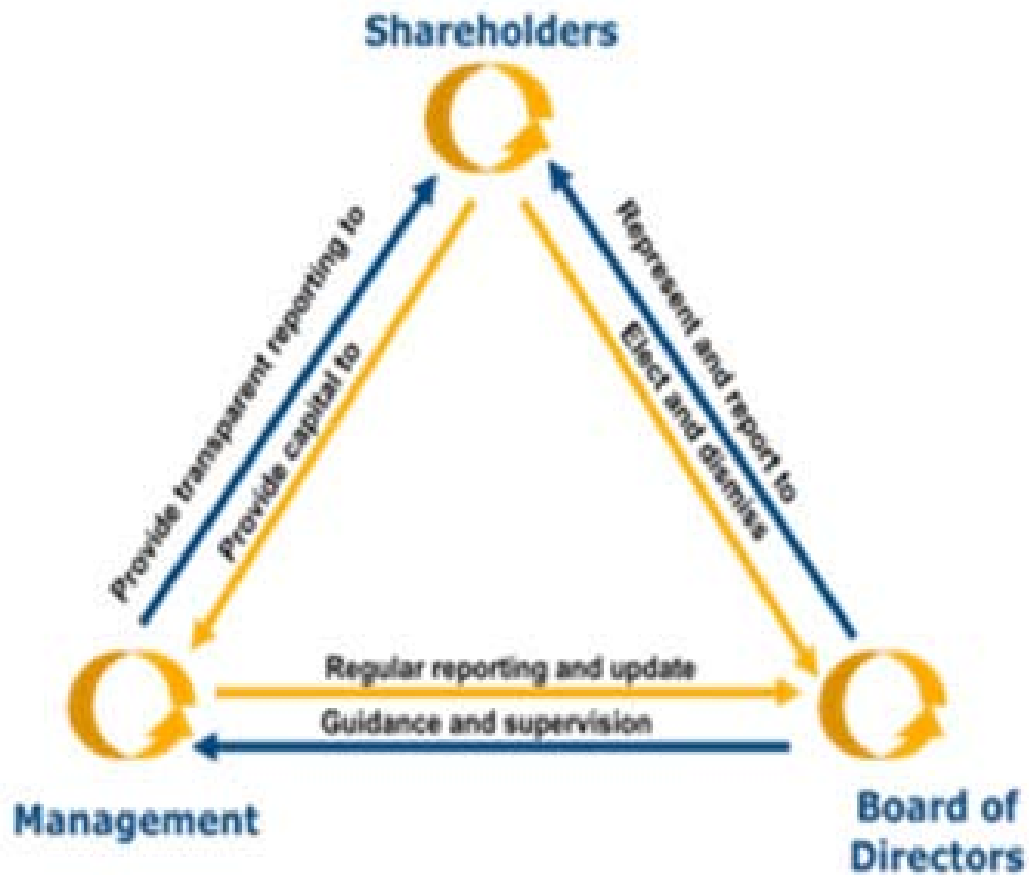 Shareholders
Provide transparent reporting to
Provide capital to
Represent and report to
Elect and dismiss
Regular reporting and update
Guidance and supervision
Management
Board of
Directors